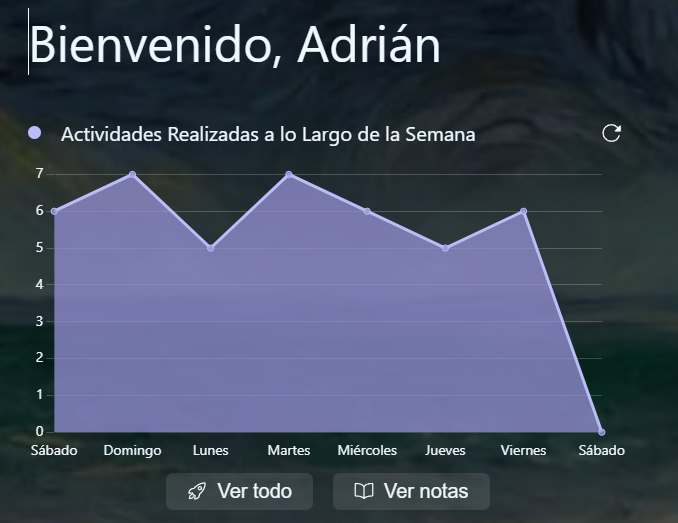 Bienvenido, Adrián
Actividades Realizadas a lo Largo de la Semana
7
6
5
4
3
2
1
0
Sábado Domingo Lunes Martes Miércoles Jueves Viernes Sábado
Ver todo Ver notas